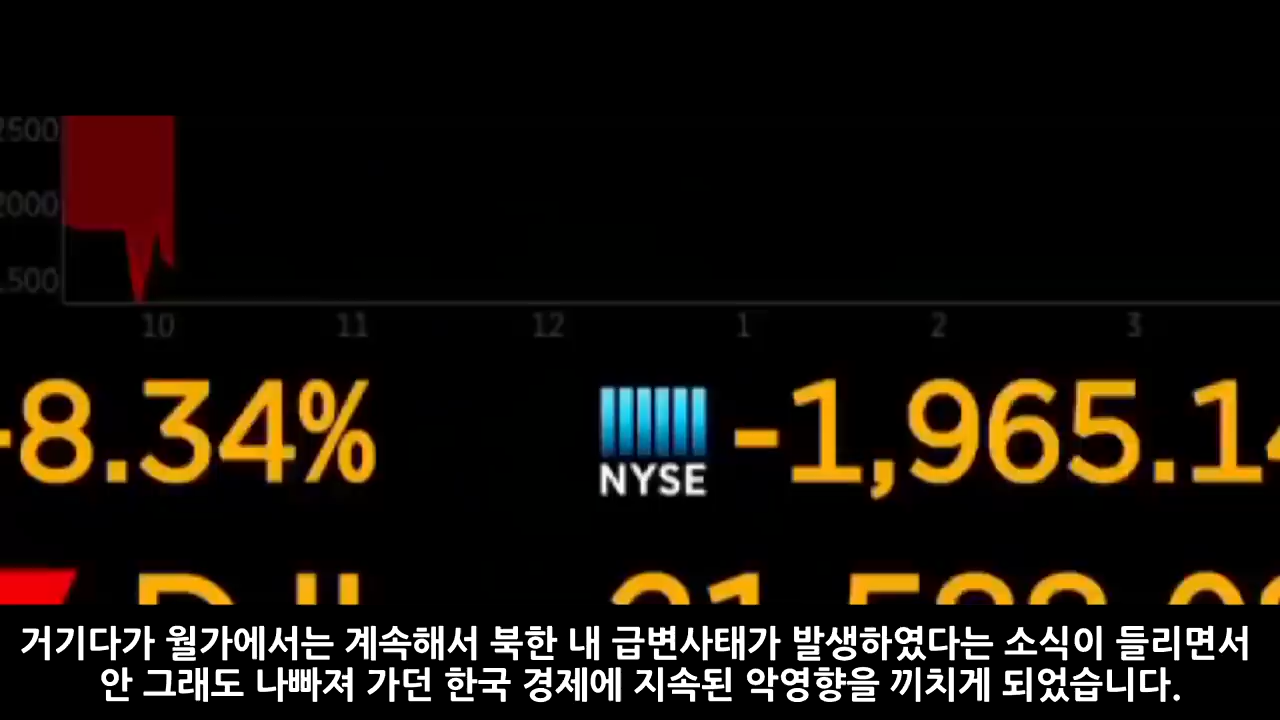 2500
2000
500
10 11 12 1 2 3
-8.34%
NYSE -1,965.14
DJI
거기다가 월가에서는 계속해서 북한 내 급변사태가 발생하였다는 소식이 들리면서
안 그래도 나빠져 가던 한국 경제에 지속된 악영향을 끼치게 되었습니다.